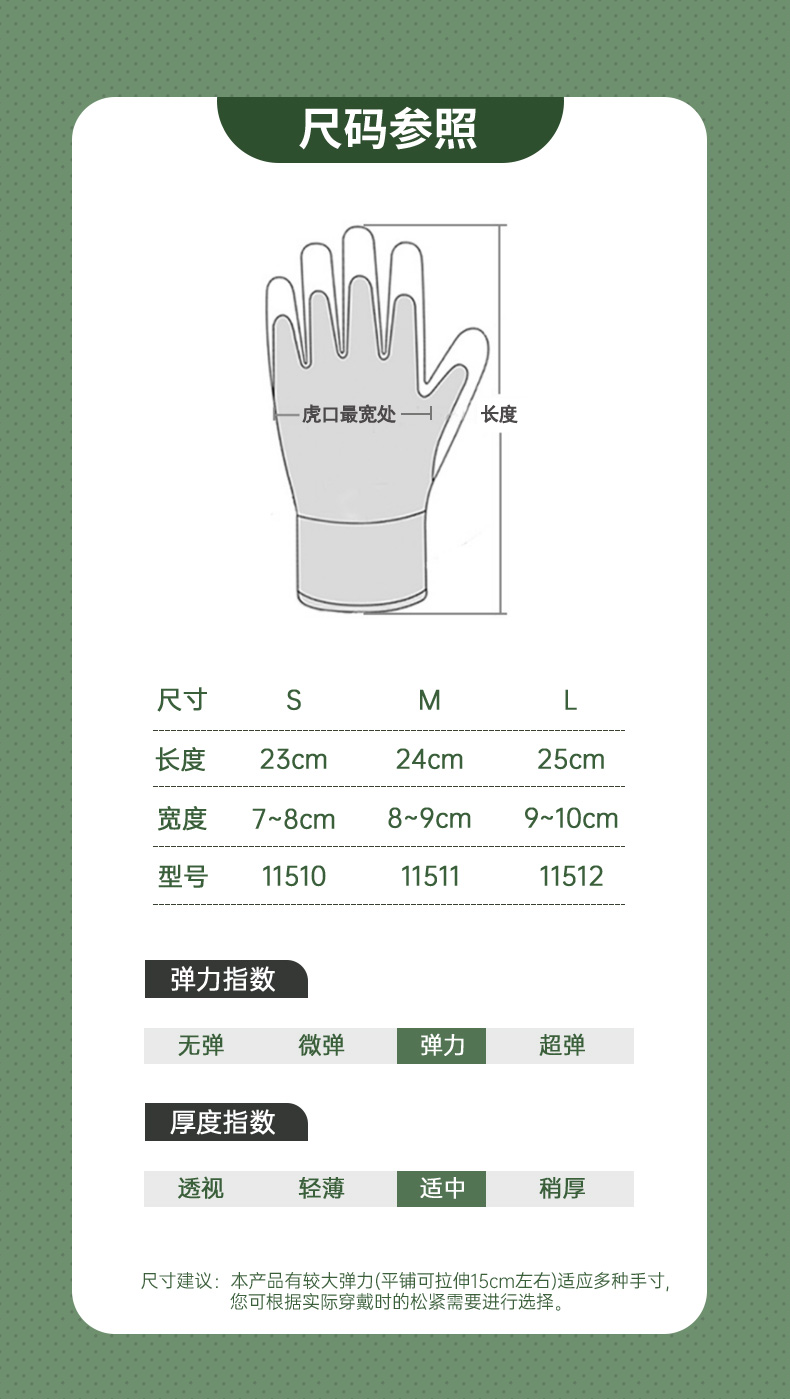 尺码参照
虎口最宽处
长度
尺寸 S M L
长度 23cm 24cm 25cm
宽度 7~8cm 8~9cm 9~10cm
型号 11510 11511 11512
弹力指数
无弹 微弹 弹力 超弹
厚度指数
透视 轻薄 适中 稍厚
尺寸建议：本产品有较大弹力(平铺可拉伸15cm左右)适应多种手寸,
您可根据实际穿戴时的松紧需要进行选择。